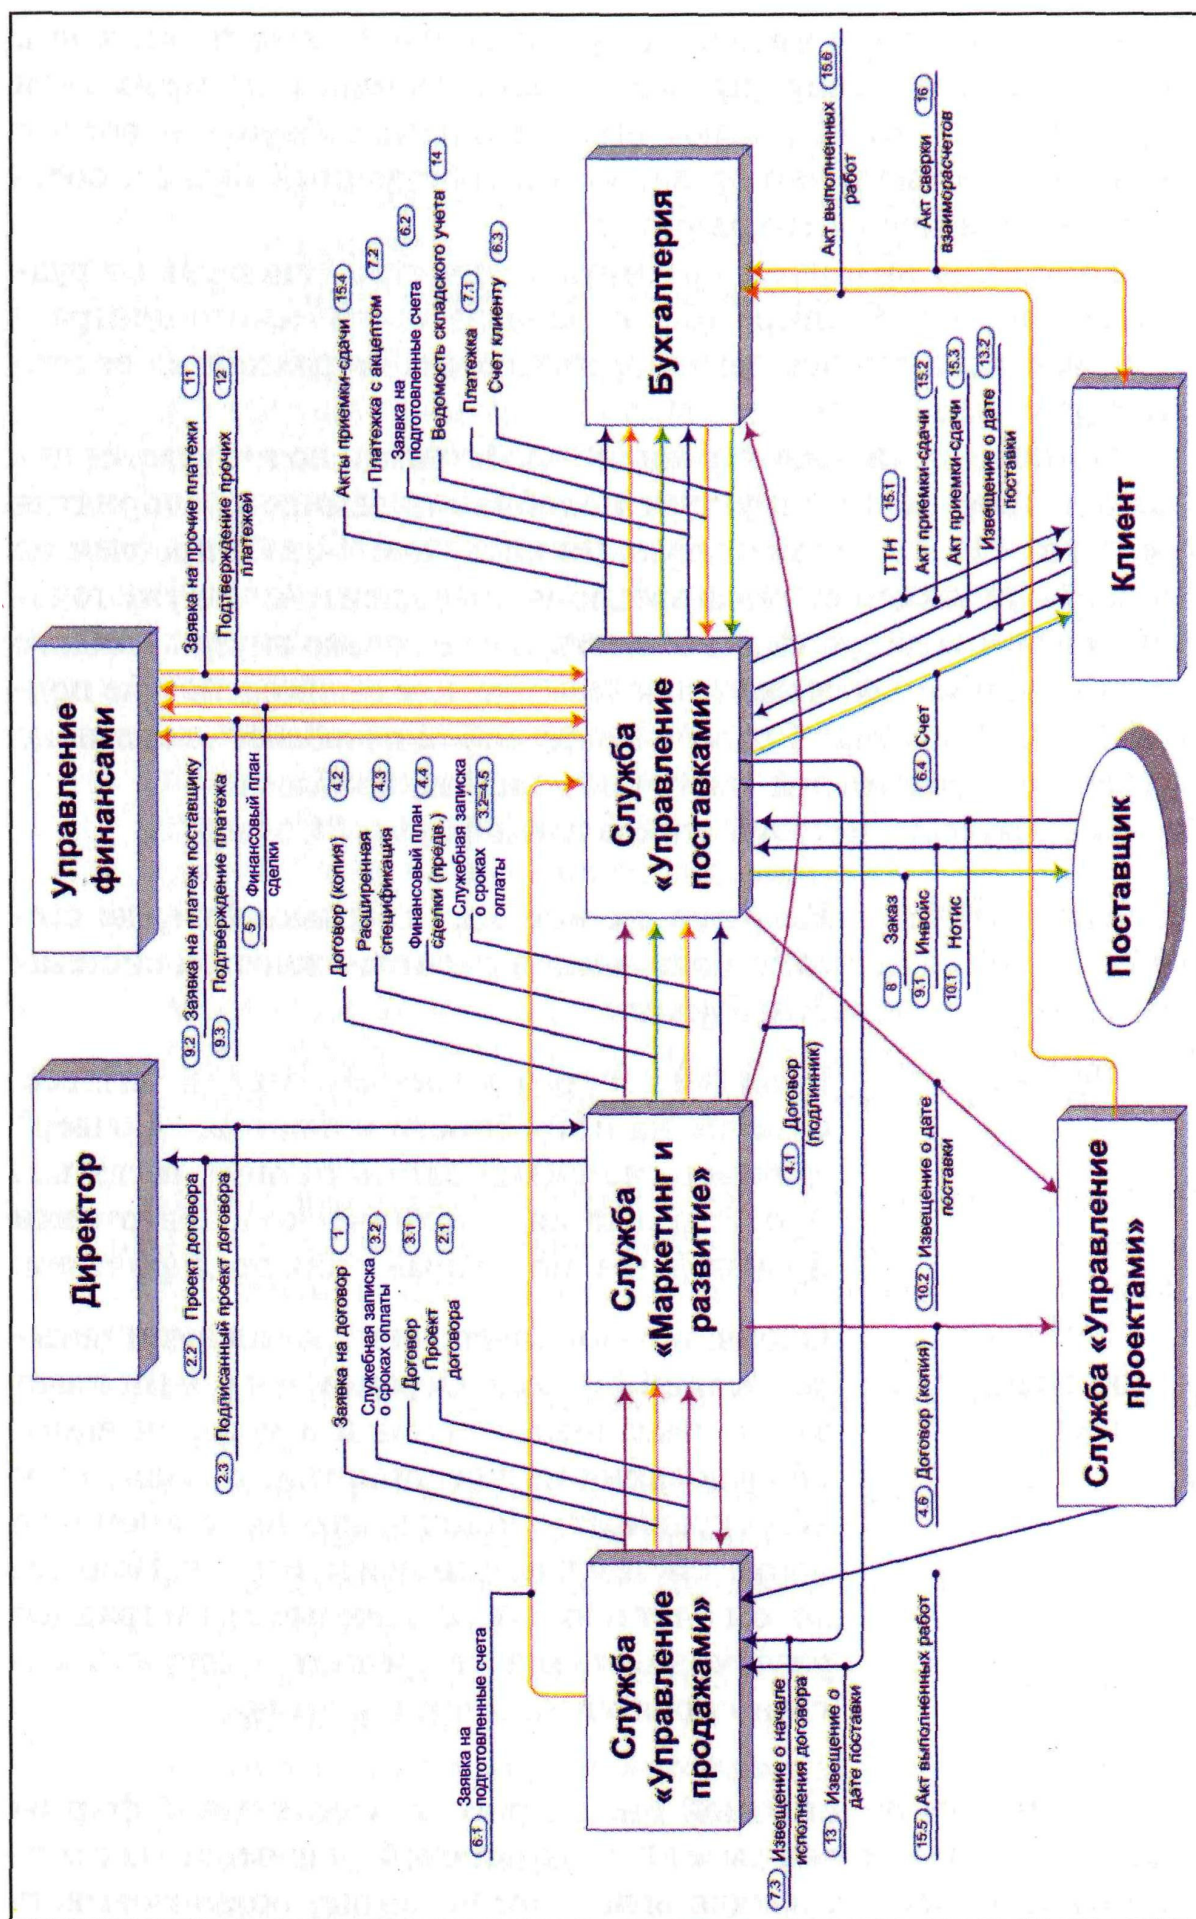 Директор
Управление
финансами
2.2 Проект договора
2.3 Подписанный проект договора
9.2 Заявка на платеж поставщику
9.3 Подтверждение платежа
5 Финансовый план
сделки
Заявка на прочие платежи 11
Подтверждение прочих 12
платежей
Заявка на договор 1
Служебная записка 3.2
о сроках оплаты
Договор 3.1
Проект 2.1
договора
Договор (копия) 4.2
Расширенная 4.3
спецификация
Финансовый план 4.4
сделки (предв.)
Служебная записка
о сроках 3.2–4.5
оплаты
Акты приемки-сдачи 15.4
Платежка с акцептом 7.2
Заявка на 6.2
подготовленные счета
Ведомость складского учета 14
Платежка 7.1
Счет клиенту 6.3
6.1 Заявка на
подготовленные счета
Служба
«Управление
продажами»
Служба
«Маркетинг и
развитие»
Служба
«Управление
поставками»
Бухгалтерия
7.3 Извещение о начале
исполнения договора
13 Извещение о
дате поставки
15.5 Акт выполненных работ
4.1 Договор
(подлинник)
4.6 Договор (копия)
10.2 Извещение о дате
поставки
8 Заказ
9.1 Инвойс
10.1 Нотис
6.4 Счет
ТТН 15.1
Акт приемки-сдачи 15.2
Акт приемки-сдачи 15.3
Извещение о дате 13.2
поставки
Акт выполненных 15.6
работ
Акт сверки 16
взаимбрасчетов
Служба «Управление
проектами»
Поставщик
Клиент